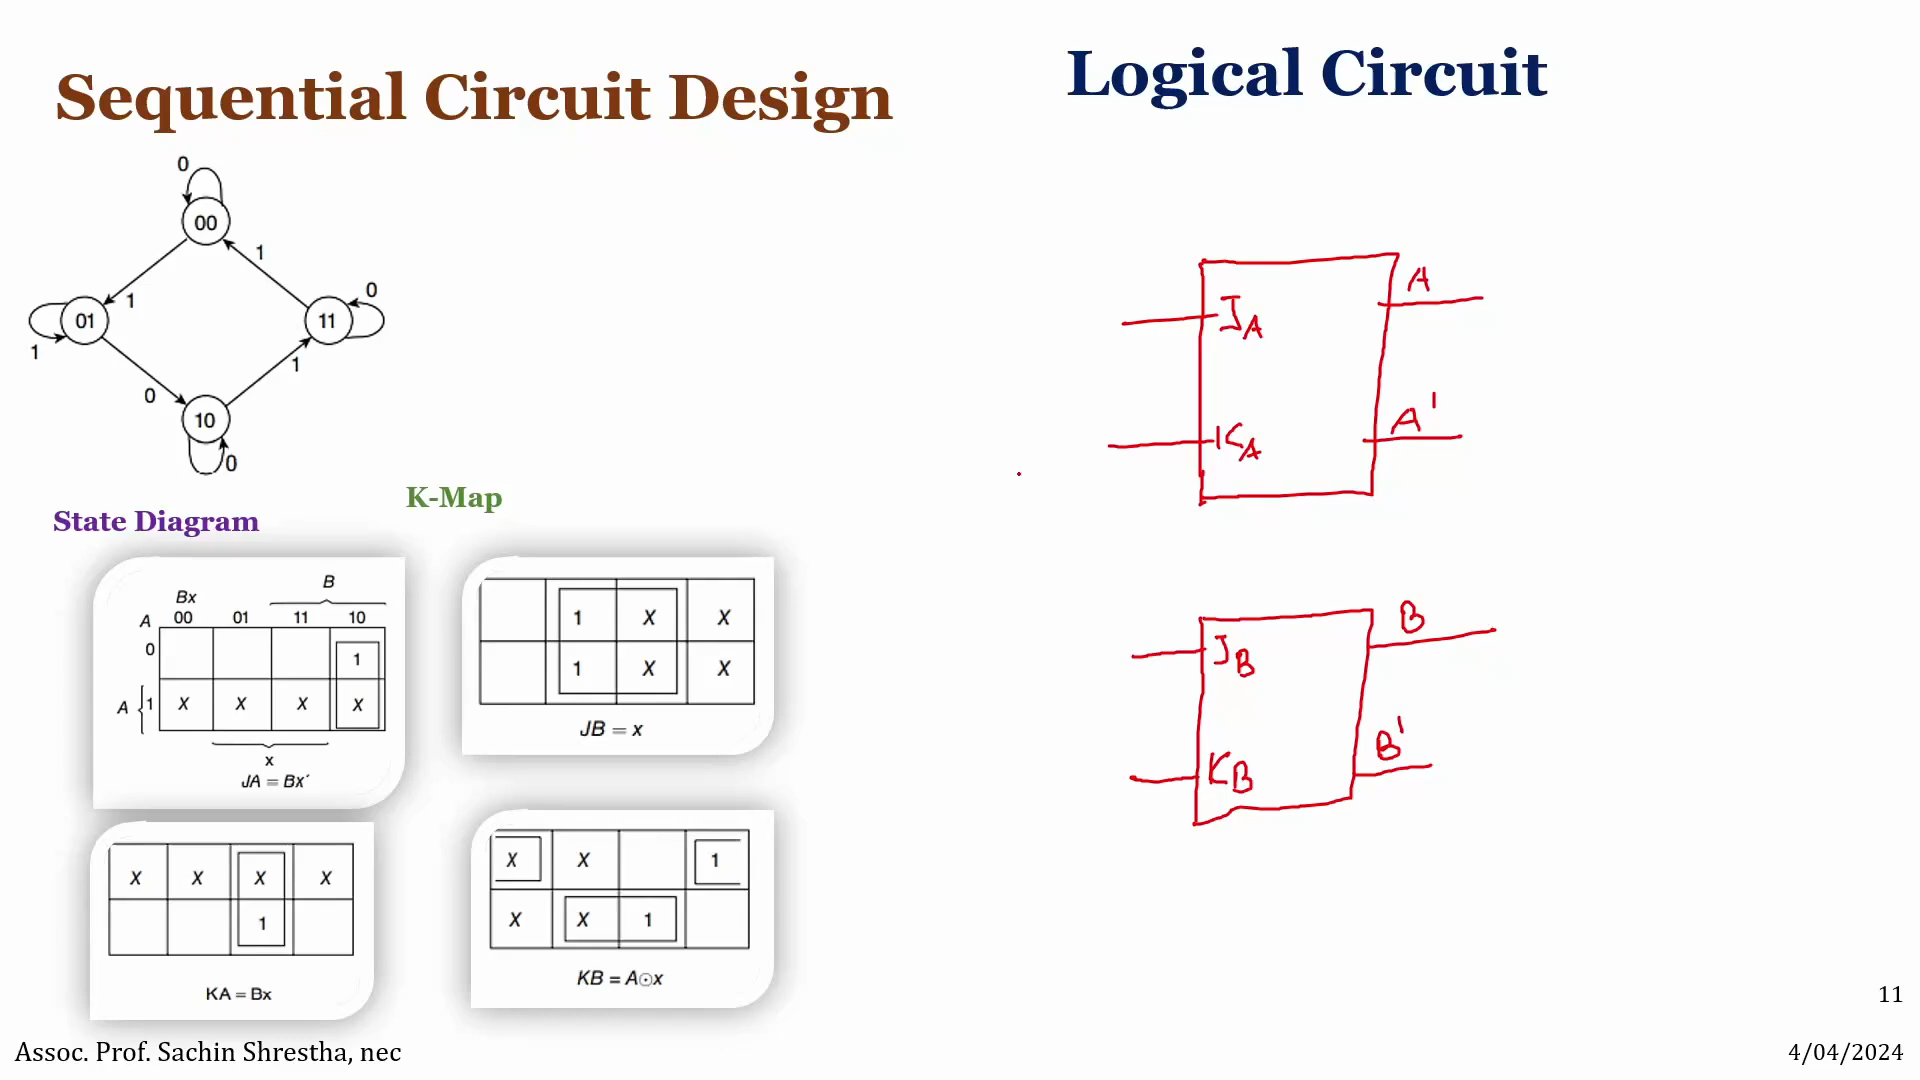 Sequential Circuit Design
Logical Circuit
0
00
1
1
0
01
11
1
1
0
10
0
State Diagram
K-Map
B
Bx
A 00 01 11 10
0 1
A 1 X X X X
x
JA = Bx′
1 X X
1 X X
JB = x
X X X X
1
KA = Bx
X X 1
X X 1
KB = A⊙x
A
JA
A'
KA
B
JB
B'
KB
11
Assoc. Prof. Sachin Shrestha, nec
4/04/2024